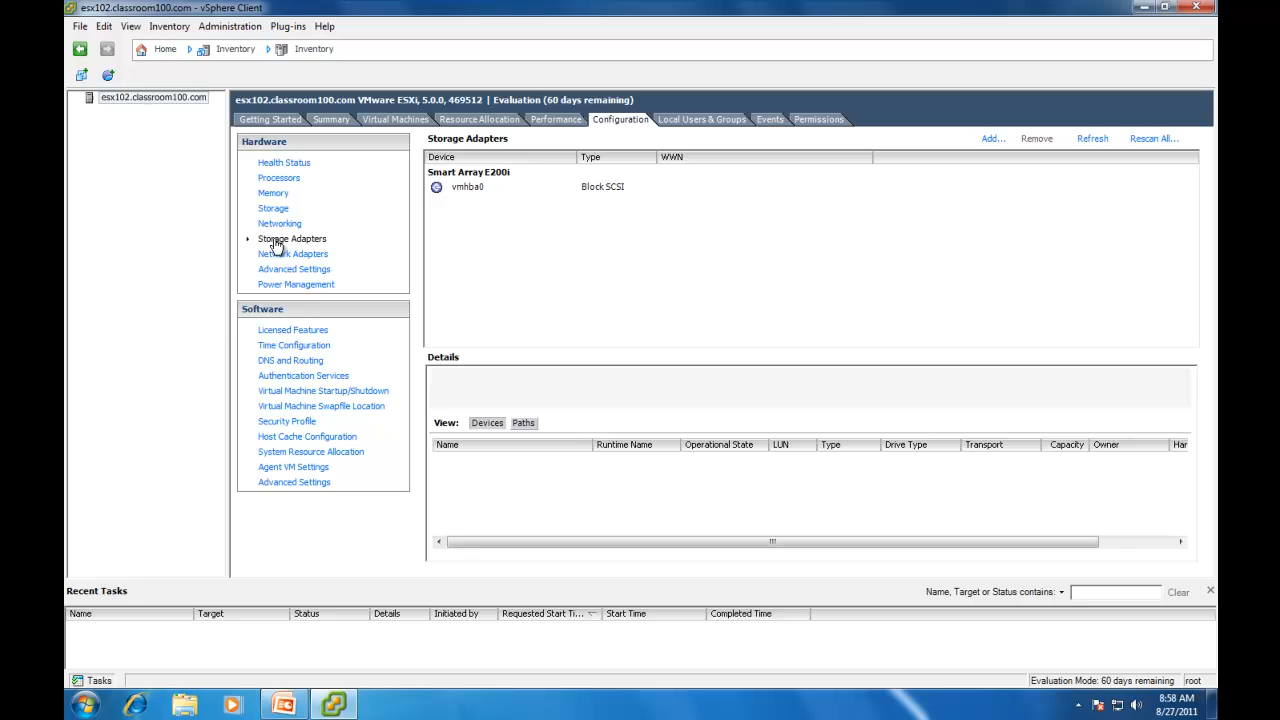 esx102.classroom100.com - vSphere Client
File Edit View Inventory Administration Plug-ins Help
Home Inventory Inventory
esx102.classroom100.com
esx102.classroom100.com VMware ESXi, 5.0.0, 469512 | Evaluation (60 days remaining)
Getting Started Summary Virtual Machines Resource Allocation Performance Configuration Local Users & Groups Events Permissions
Hardware
Health Status
Processors
Memory
Storage
Networking
Storage Adapters
Network Adapters
Advanced Settings
Power Management
Software
Licensed Features
Time Configuration
DNS and Routing
Authentication Services
Virtual Machine Startup/Shutdown
Virtual Machine Swapfile Location
Security Profile
Host Cache Configuration
System Resource Allocation
Agent VM Settings
Advanced Settings
Storage Adapters Add... Remove Refresh Rescan All...
Device Type WWN
Smart Array E200i
vmhba0 Block SCSI
Details
View: Devices Paths
Name Runtime Name Operational State LUN Type Drive Type Transport Capacity Owner Har
Recent Tasks Name, Target or Status contains: Clear
Name Target Status Details Initiated by Requested Start Ti... Start Time Completed Time
Tasks Evaluation Mode: 60 days remaining root
8:58 AM
8/27/2011